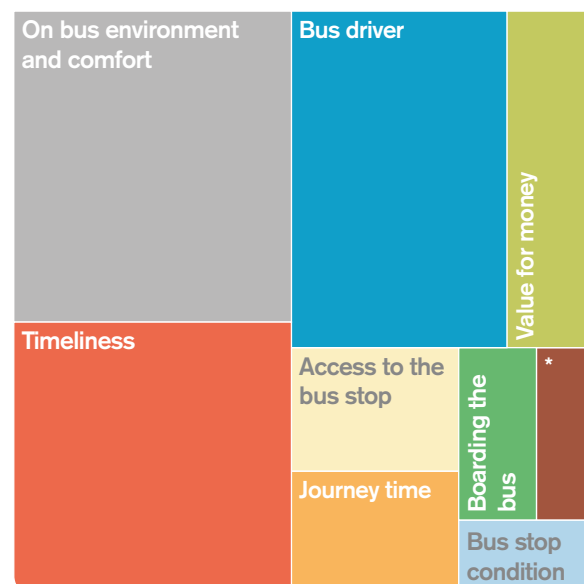 On bus environment
and comfort
Bus driver
Value for money
Timeliness
Access to the
bus stop
Journey time
Boarding the
bus
*
Bus stop
condition